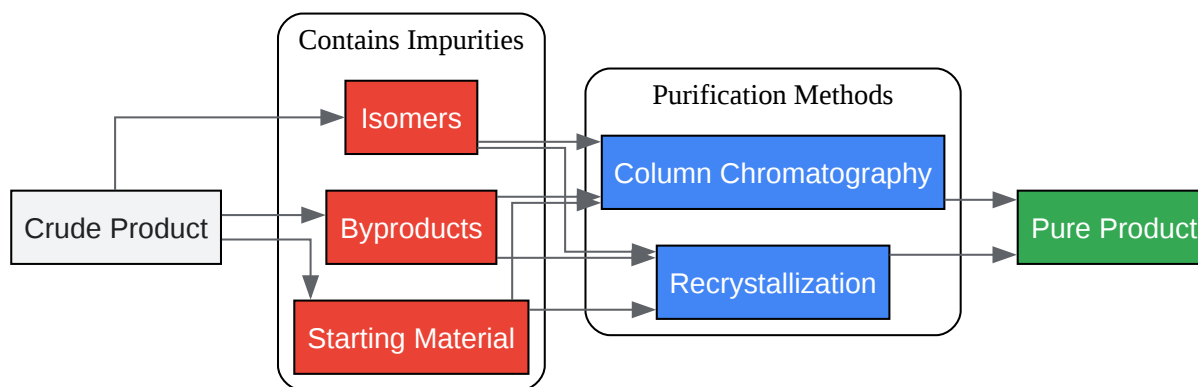 Contains Impurities
Purification Methods
Isomers
Column Chromatography
Crude Product
Byproducts
Pure Product
Recrystallization
Starting Material